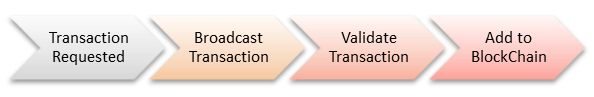 Transaction
Requested
Broadcast
Transaction
Validate
Transaction
Add to
BlockChain